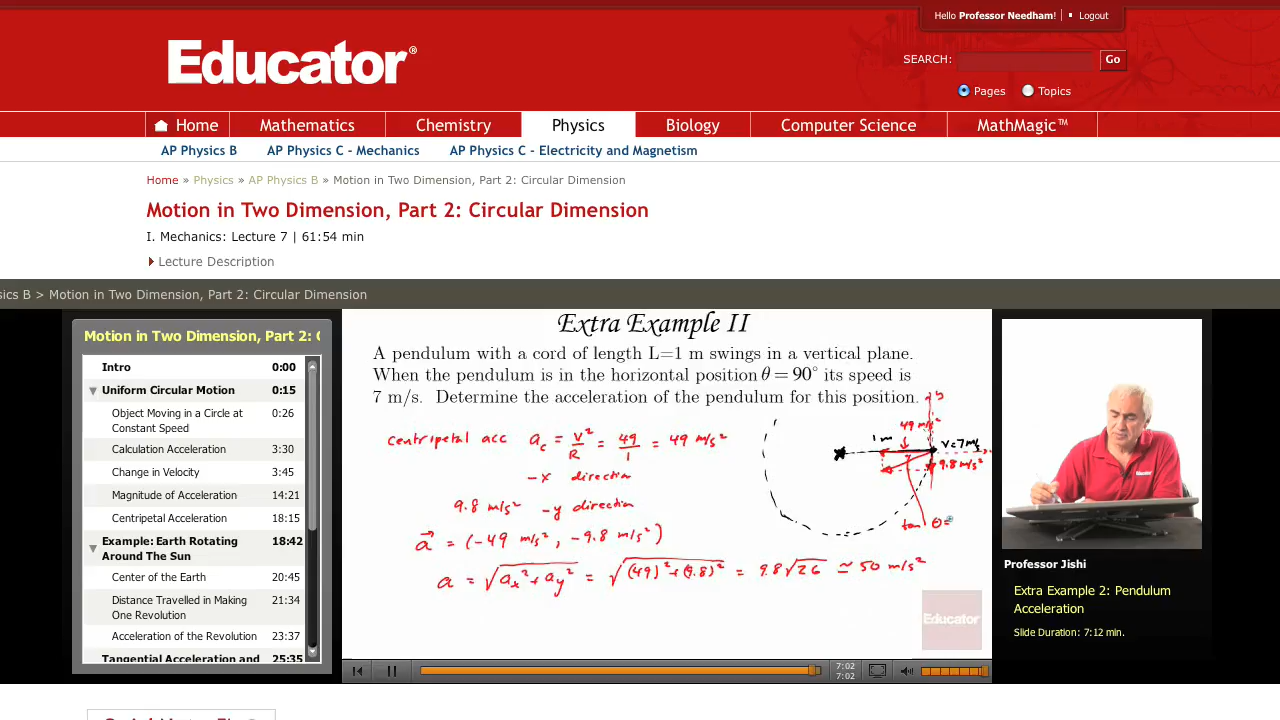 Hello Professor Needham! Logout
Educator®
SEARCH: Go
Pages Topics
Home Mathematics Chemistry Physics Biology Computer Science MathMagic™
AP Physics B AP Physics C - Mechanics AP Physics C - Electricity and Magnetism
Home » Physics » AP Physics B » Motion in Two Dimension, Part 2: Circular Dimension
Motion in Two Dimension, Part 2: Circular Dimension
I. Mechanics: Lecture 7 | 61:54 min
Lecture Description
sics B > Motion in Two Dimension, Part 2: Circular Dimension
Motion in Two Dimension, Part 2: C
Intro 0:00
Uniform Circular Motion 0:15
Object Moving in a Circle at Constant Speed 0:26
Calculation Acceleration 3:30
Change in Velocity 3:45
Magnitude of Acceleration 14:21
Centripetal Acceleration 18:15
Example: Earth Rotating Around The Sun 18:42
Center of the Earth 20:45
Distance Travelled in Making One Revolution 21:34
Acceleration of the Revolution 23:37
Tangential Acceleration and 25:35
Extra Example II
A pendulum with a cord of length L=1 m swings in a vertical plane.
When the pendulum is in the horizontal position θ = 90° its speed is
7 m/s. Determine the acceleration of the pendulum for this position.
centripetal acc a_c = v²/R = 49/1 = 49 m/s²
-x direction
9.8 m/s² -y direction
a⃗ = (-49 m/s², -9.8 m/s²)
a = √(a_x² + a_y²) = √((49)² + (9.8)²) = 9.8√26 ≃ 50 m/s²
y
49 m/s²
1 m
v=7m/s
9.8 m/s²
tan θ=
Educator
7:02
7:02
Professor Jishi
Extra Example 2: Pendulum
Acceleration
Slide Duration: 7:12 min.